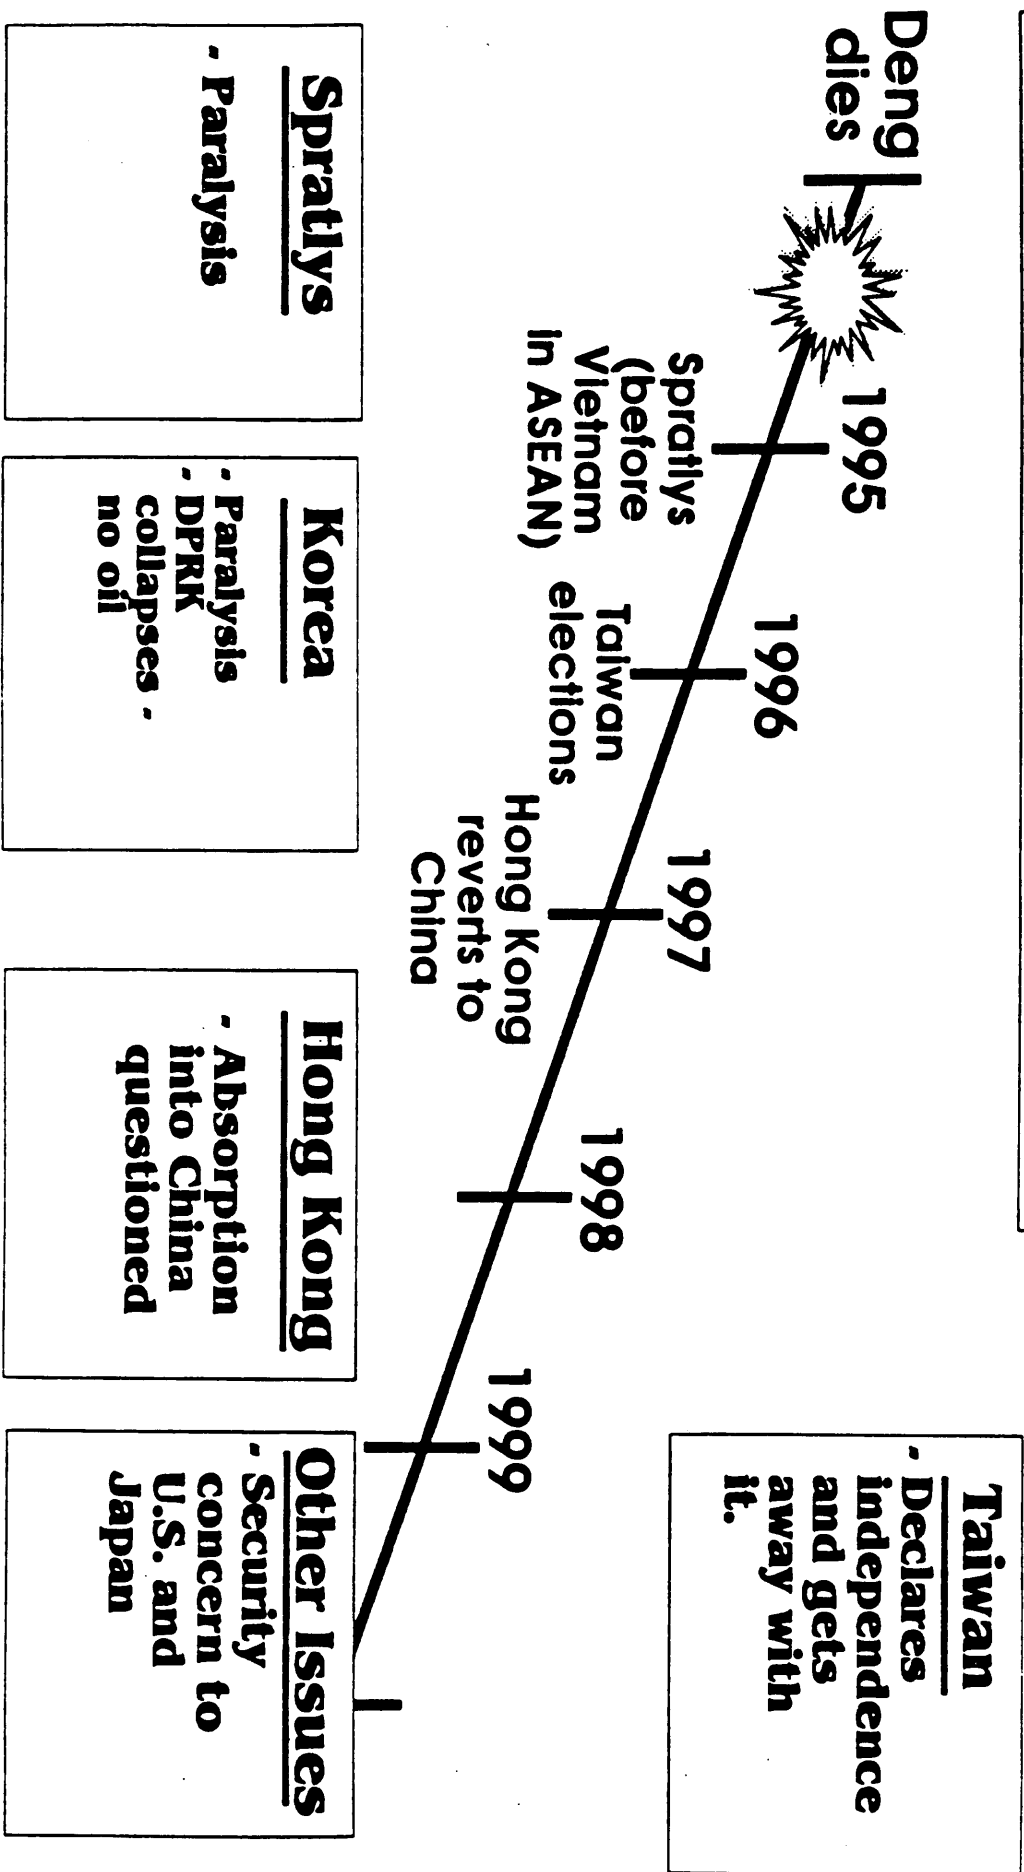 Taiwan
- Declares
independence
and gets
away with
it.
Deng
dies
1995
1996
1997
1998
1999
Spratlys
(before
Vietnam
in ASEAN)
Taiwan
elections
Hong Kong
reverts to
China
Spratlys
- Paralysis
Korea
- Paralysis
- DPRK
collapses -
no oil
Hong Kong
- Absorption
into China
questioned
Other Issues
- Security
concern to
U.S. and
Japan